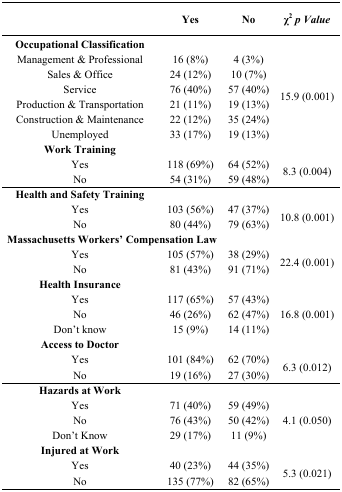 Yes No χ² p Value
Occupational Classification
Management & Professional 16 (8%) 4 (3%)
Sales & Office 24 (12%) 10 (7%)
Service 76 (40%) 57 (40%)
15.9 (0.001)
Production & Transportation 21 (11%) 19 (13%)
Construction & Maintenance 22 (12%) 35 (24%)
Unemployed 33 (17%) 19 (13%)
Work Training
Yes 118 (69%) 64 (52%)
8.3 (0.004)
No 54 (31%) 59 (48%)
Health and Safety Training
Yes 103 (56%) 47 (37%)
10.8 (0.001)
No 80 (44%) 79 (63%)
Massachusetts Workers' Compensation Law
Yes 105 (57%) 38 (29%)
22.4 (0.001)
No 81 (43%) 91 (71%)
Health Insurance
Yes 117 (65%) 57 (43%)
No 46 (26%) 62 (47%) 16.8 (0.001)
Don't know 15 (9%) 14 (11%)
Access to Doctor
Yes 101 (84%) 62 (70%)
6.3 (0.012)
No 19 (16%) 27 (30%)
Hazards at Work
Yes 71 (40%) 59 (49%)
No 76 (43%) 50 (42%) 4.1 (0.050)
Don't Know 29 (17%) 11 (9%)
Injured at Work
Yes 40 (23%) 44 (35%)
5.3 (0.021)
No 135 (77%) 82 (65%)